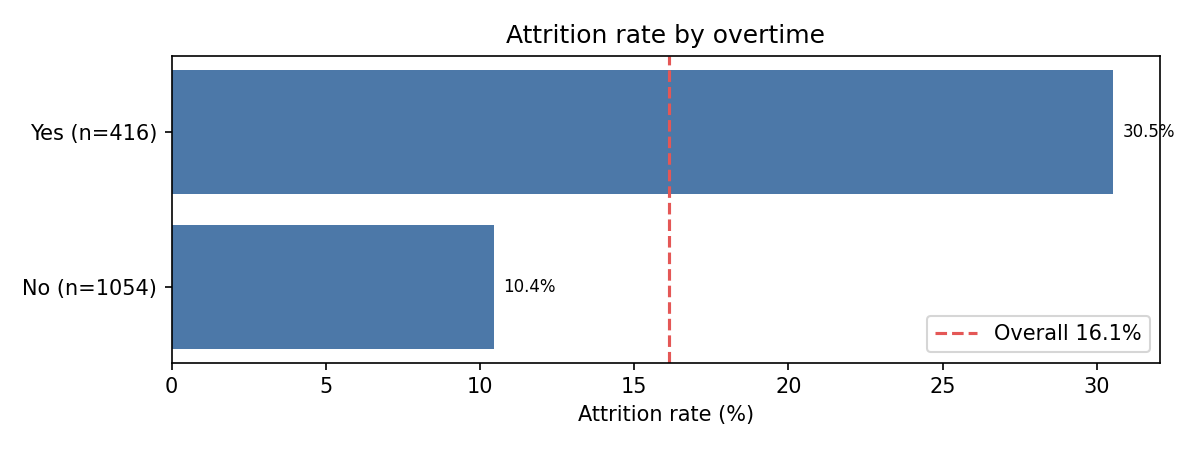 Attrition rate by overtime
Yes (n=416)
30.5%
No (n=1054)
10.4%
Overall 16.1%
0 5 10 15 20 25 30
Attrition rate (%)